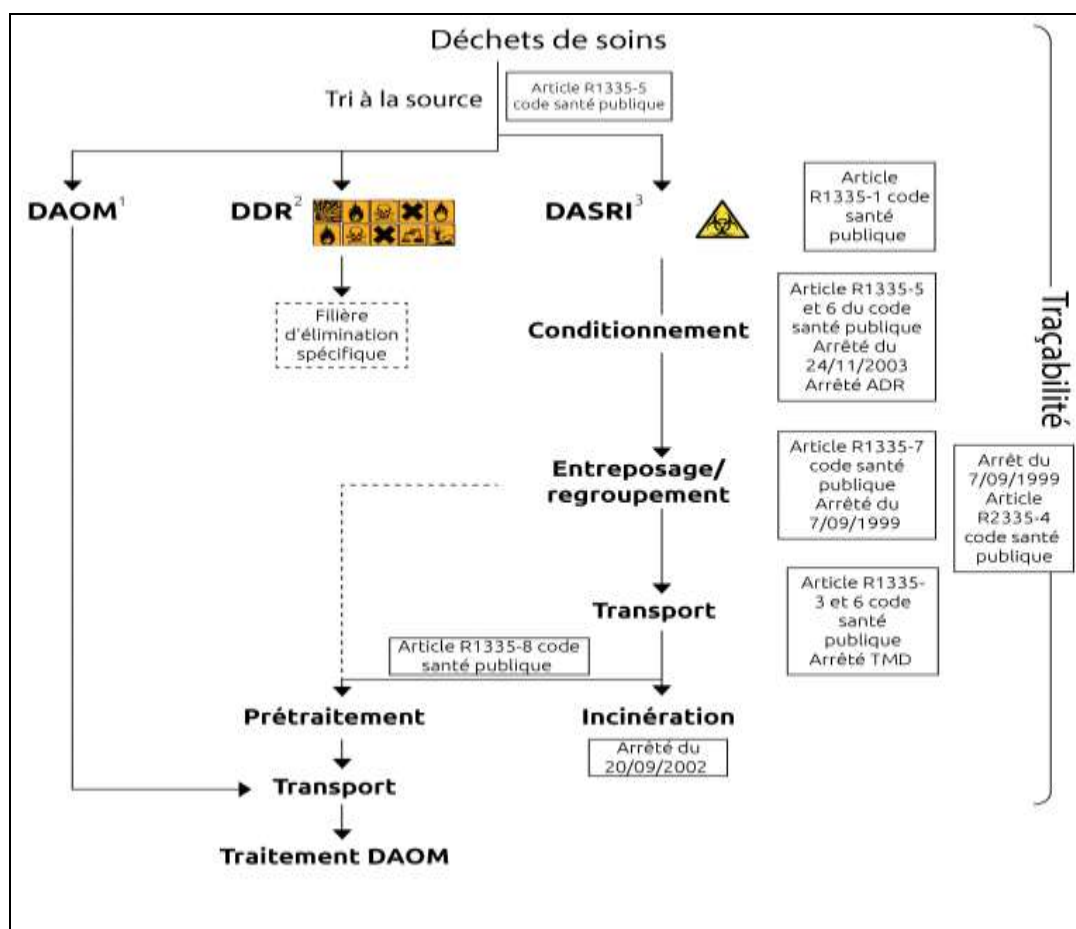 Déchets de soins
Tri à la source
Article R1335-5
code santé publique
DAOM¹
DDR²
DASRI³
Article
R1335-1 code
santé
publique
Filière
d'élimination
spécifique
Conditionnement
Article R1335-5
et 6 du code
santé publique
Arrêté du
24/11/2003
Arrêté ADR
Traçabilité
Entreposage/
regroupement
Article R1335-7
code santé
publique
Arrêté du
7/09/1999
Arrêt du
7/09/1999
Article
R2335-4
code santé
publique
Transport
Article R1335-
3 et 6 code
santé
publique
Arrêté TMD
Article R1335-8 code
santé publique
Prétraitement
Incinération
Arrêté du
20/09/2002
Transport
Traitement DAOM